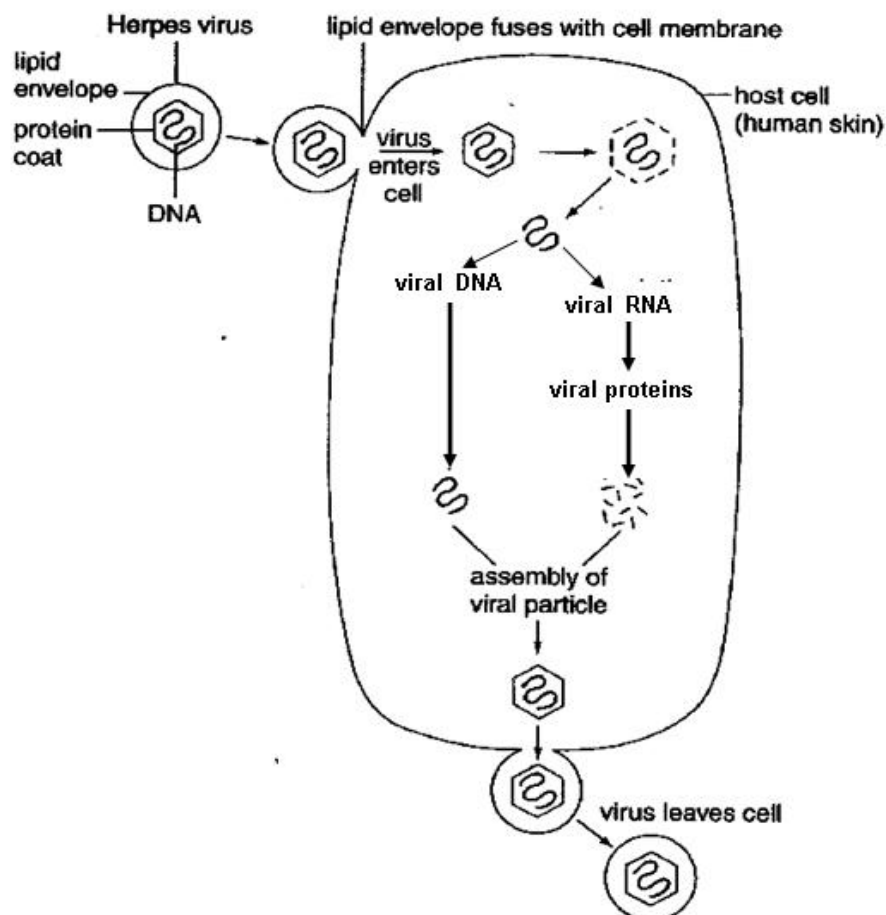 Herpes virus
lipid envelope fuses with cell membrane
lipid
envelope
protein
coat
DNA
host cell
(human skin)
virus
enters
cell
viral DNA
viral RNA
viral proteins
assembly of
viral particle
virus leaves cell